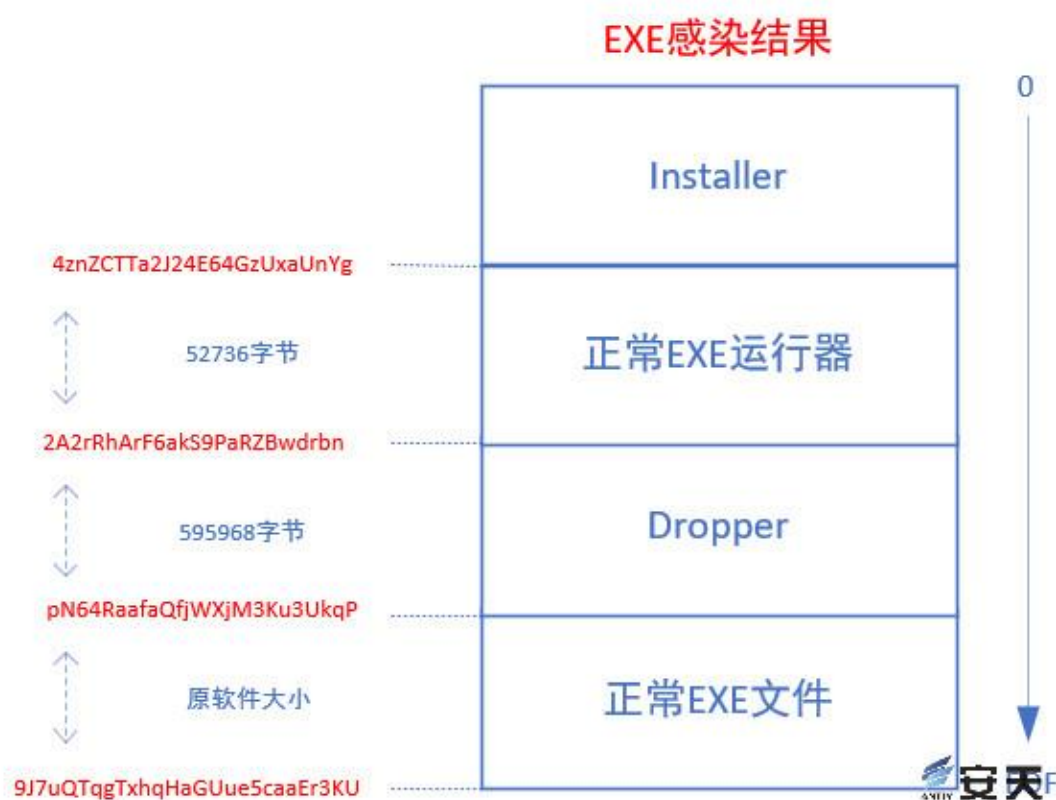 EXE感染结果
0
Installer
4znZCTTa2J24E64GzUxaUnYg
52736字节
正常EXE运行器
2A2rRhArF6akS9PaRZBwdrbn
595968字节
Dropper
pN64RaafaQfjWXjM3Ku3UkqP
原软件大小
正常EXE文件
9J7uQTqgTxhqHaGUue5caaEr3KU
安天
ANTIY